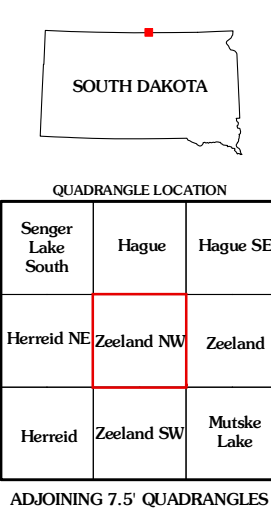 SOUTH DAKOTA
QUADRANGLE LOCATION
Senger
Lake
South
Hague
Hague SE
Herreid NE
Zeeland NW
Zeeland
Herreid
Zeeland SW
Mutske
Lake
ADJOINING 7.5' QUADRANGLES